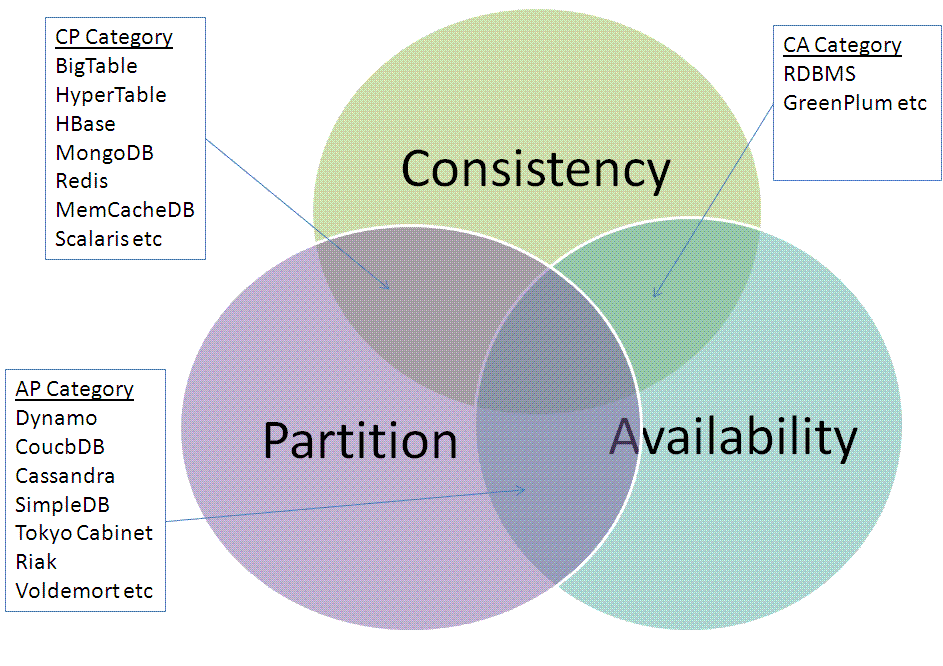 CP Category
BigTable
HyperTable
HBase
MongoDB
Redis
MemCacheDB
Scalaris etc
CA Category
RDBMS
GreenPlum etc
Consistency
AP Category
Dynamo
CoucbDB
Cassandra
SimpleDB
Tokyo Cabinet
Riak
Voldemort etc
Partition
Availability